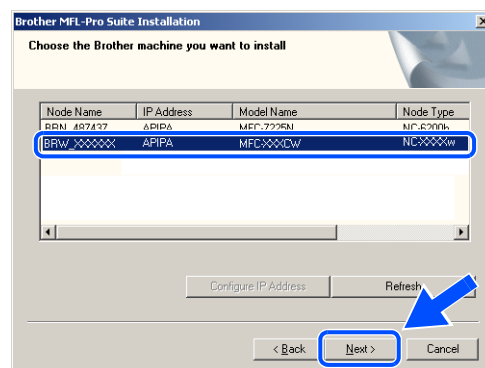 Brother MFL-Pro Suite Installation
Choose the Brother machine you want to install
Node Name IP Address Model Name Node Type
BRN_487437 APIPA MFC-7225N NC-6200h
BRW_XXXXXX APIPA MFC-XXXCW NC-XXXXw
Configure IP Address Refresh
< Back Next > Cancel